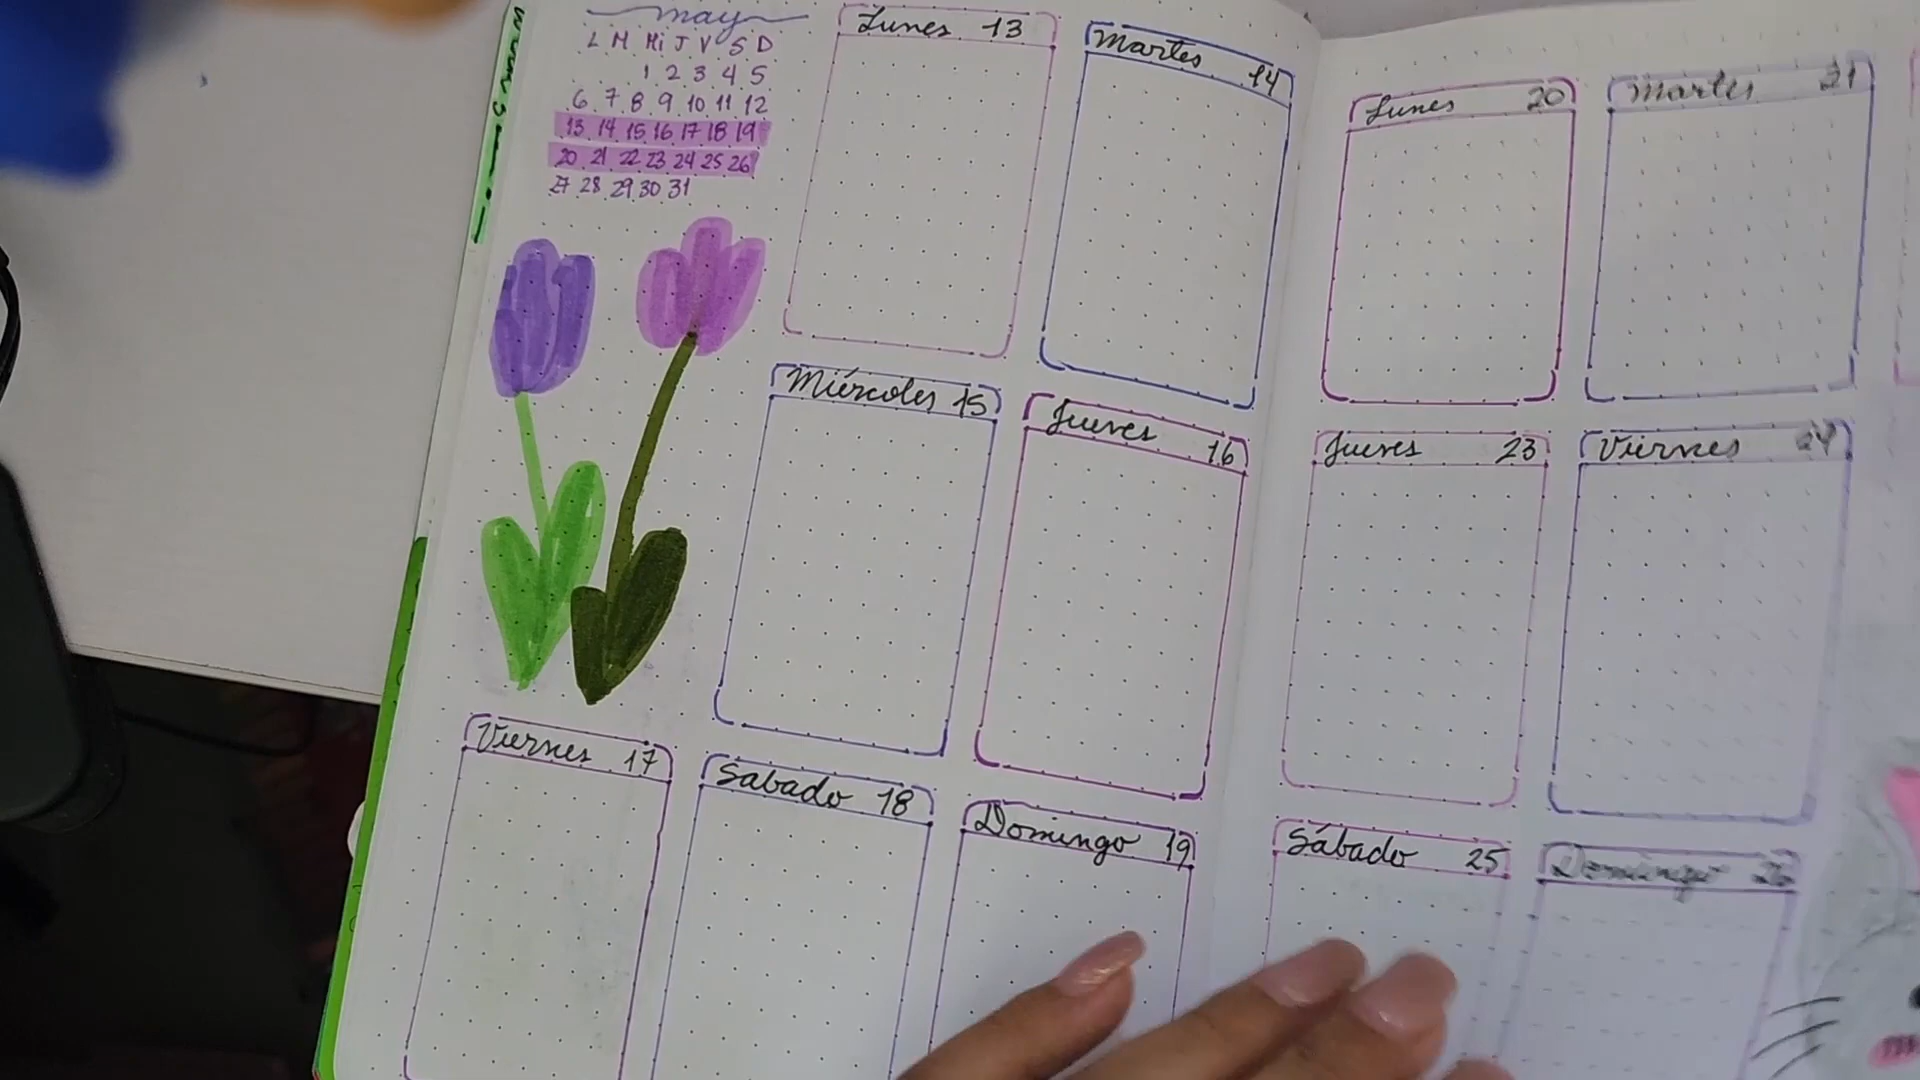 may
L M Mi J V S D
1 2 3 4 5
6 7 8 9 10 11 12
13 14 15 16 17 18 19
20 21 22 23 24 25 26
27 28 29 30 31
Lunes 13
Martes 14
Miércoles 15
Jueves 16
Viernes 17
Sabado 18
Domingo 19
Lunes 20
Martes 21
Jueves 23
Viernes 24
Sábado 25
Domingo 26